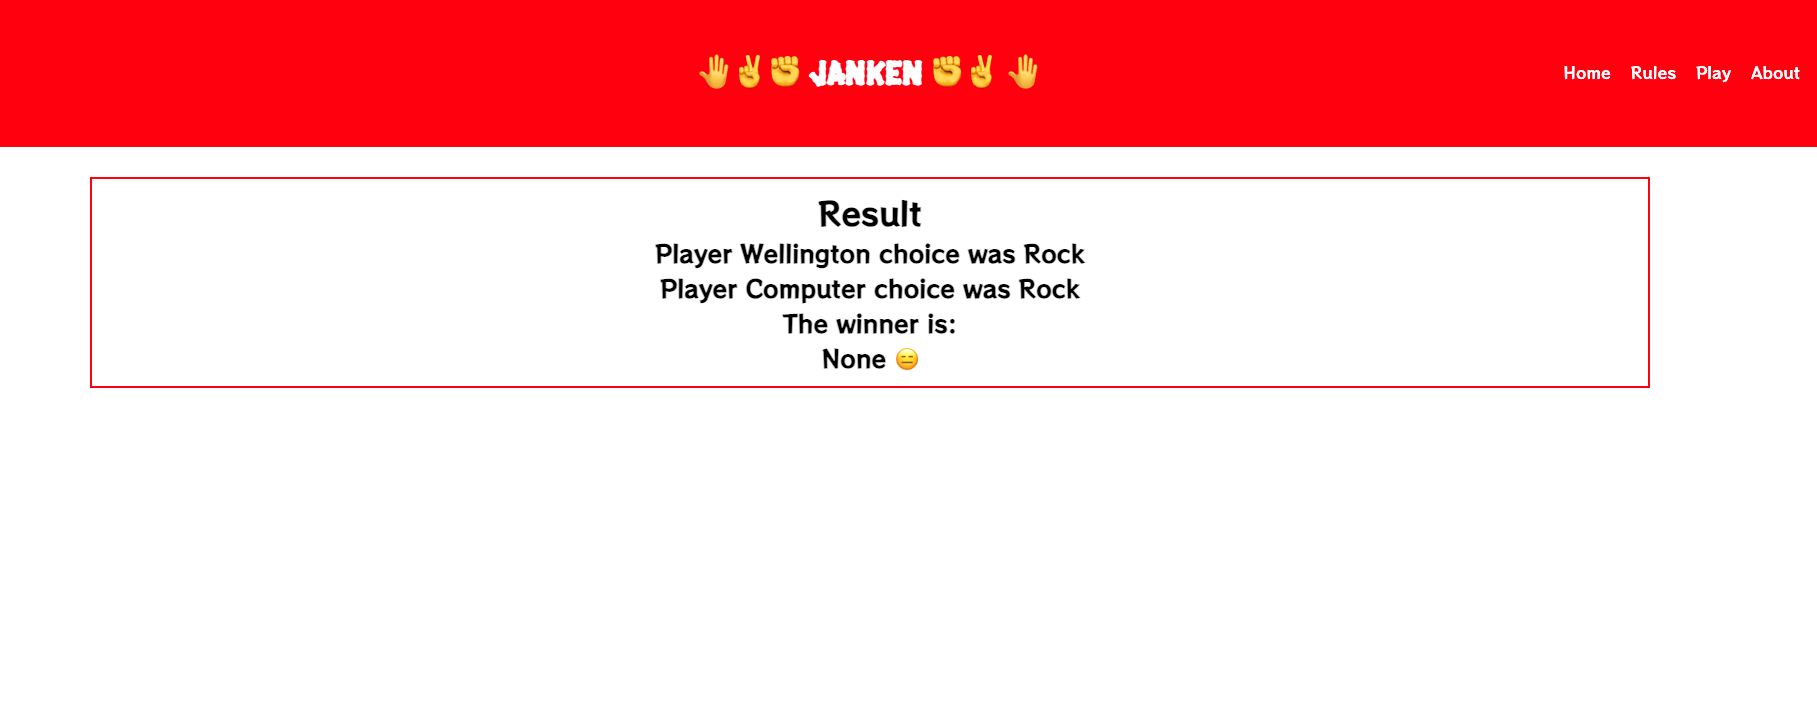 🤚✌️✊ JANKEN ✊✌️🤚
Home Rules Play About
Result
Player Wellington choice was Rock
Player Computer choice was Rock
The winner is:
None 😑